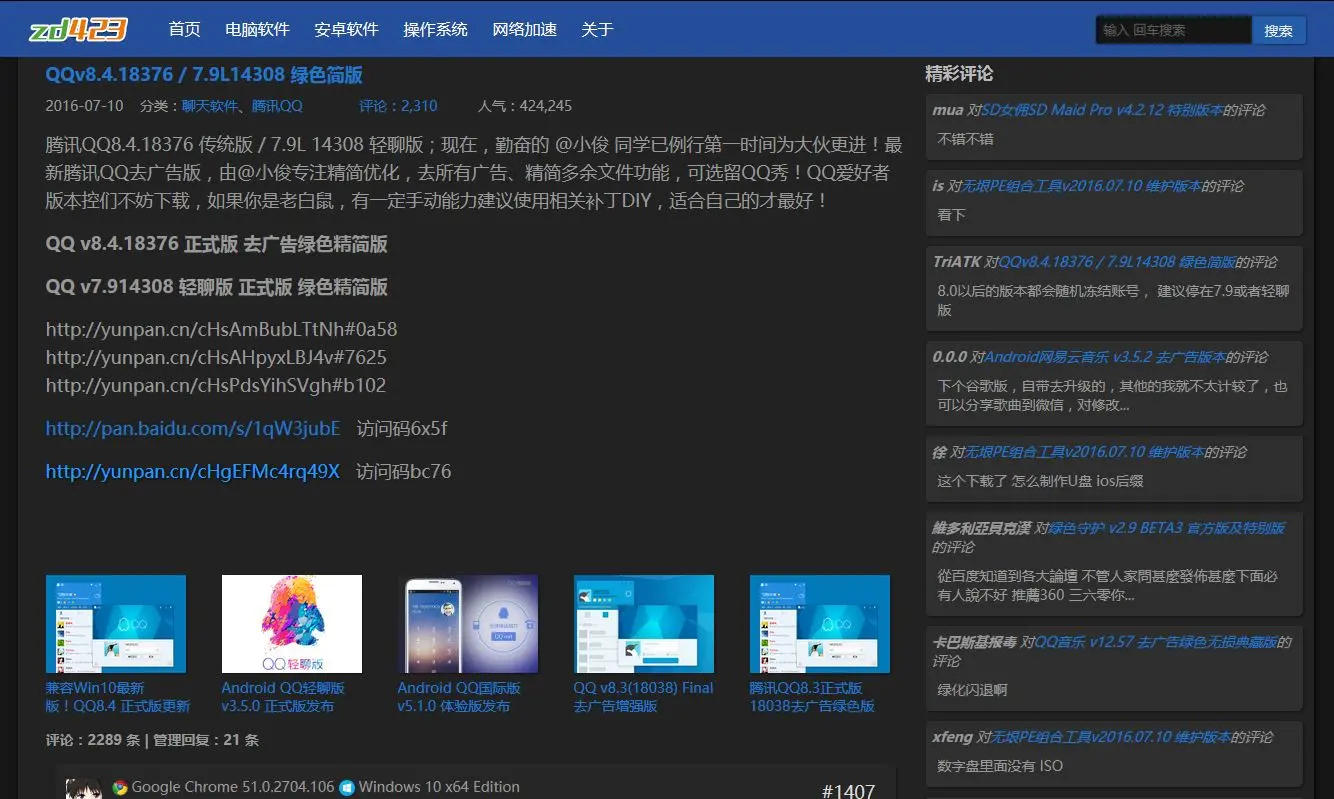 zd423
首页 电脑软件 安卓软件 操作系统 网络加速 关于
输入 回车搜索
搜索
QQv8.4.18376 / 7.9L14308 绿色简版
2016-07-10 分类：聊天软件、腾讯QQ 评论：2,310 人气：424,245
腾讯QQ8.4.18376 传统版 / 7.9L 14308 轻聊版；现在，勤奋的 @小俊 同学已例行第一时间为大伙更进！最
新腾讯QQ去广告版，由@小俊专注精简优化，去所有广告、精简多余文件功能，可选留QQ秀！QQ爱好者
版本控们不妨下载，如果你是老白鼠，有一定手动能力建议使用相关补丁DIY，适合自己的才最好！
QQ v8.4.18376 正式版 去广告绿色精简版
QQ v7.914308 轻聊版 正式版 绿色精简版
http://yunpan.cn/cHsAmBubLTtNh#0a58
http://yunpan.cn/cHsAHpyxLBJ4v#7625
http://yunpan.cn/cHsPdsYihSVgh#b102
http://pan.baidu.com/s/1qW3jubE 访问码6x5f
http://yunpan.cn/cHgEFMc4rq49X 访问码bc76
QQ轻聊版
兼容Win10最新
版！QQ8.4 正式版更新
Android QQ轻聊版
v3.5.0 正式版发布
Android QQ国际版
v5.1.0 体验版发布
QQ v8.3(18038) Final
去广告增强版
腾讯QQ8.3正式版
18038去广告绿色版
评论：2289 条 | 管理回复：21 条
Google Chrome 51.0.2704.106 Windows 10 x64 Edition
#1407
精彩评论
mua 对SD女佣SD Maid Pro v4.2.12 特别版本的评论
不错不错
is 对无垠PE组合工具v2016.07.10 维护版本的评论
看下
TriATK 对QQv8.4.18376 / 7.9L14308 绿色简版的评论
8.0以后的版本都会随机冻结账号， 建议停在7.9或者轻聊
版
0.0.0 对Android网易云音乐 v3.5.2 去广告版本的评论
下个谷歌版，自带去升级的，其他的我就不太计较了，也
可以分享歌曲到微信，对修改...
徐 对无垠PE组合工具v2016.07.10 维护版本的评论
这个下载了 怎么制作U盘 ios后缀
維多利亞貝克漢 对绿色守护 v2.9 BETA3 官方版及特别版
的评论
從百度知道到各大論壇 不管人家問甚麼發佈甚麼下面必
有人說不好 推薦360 三六零你...
卡巴斯基报毒 对QQ音乐 v12.57 去广告绿色无损典藏版的
评论
绿化闪退啊
xfeng 对无垠PE组合工具v2016.07.10 维护版本的评论
数字盘里面没有 ISO